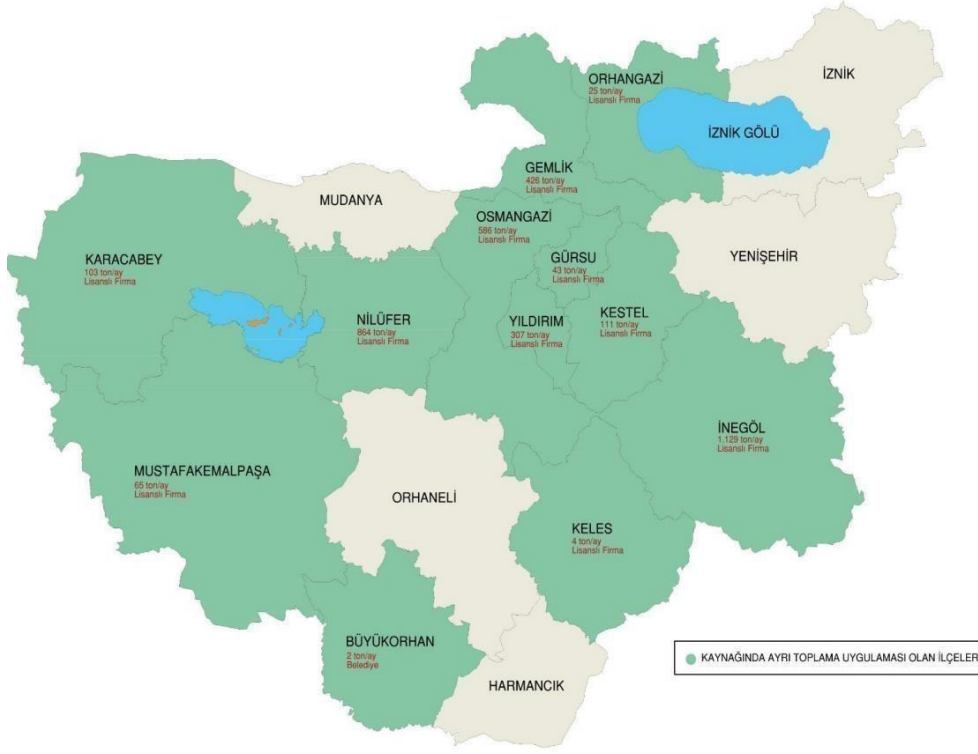 ORHANGAZİ
25 ton/ay
Lisanslı Firma
İZNİK
İZNİK GÖLÜ
GEMLİK
426 ton/ay
Lisanslı Firma
MUDANYA
OSMANGAZİ
586 ton/ay
Lisanslı Firma
GÜRSU
43 ton/ay
Lisanslı Firma
YENİŞEHİR
KARACABEY
103 ton/ay
Lisanslı Firma
NİLÜFER
864 ton/ay
Lisanslı Firma
YILDIRIM
307 ton/ay
Lisanslı Firma
KESTEL
111 ton/ay
Lisanslı Firma
İNEGÖL
1.129 ton/ay
Lisanslı Firma
MUSTAFAKEMALPAŞA
65 ton/ay
Lisanslı Firma
ORHANELİ
KELES
4 ton/ay
Lisanslı Firma
BÜYÜKORHAN
2 ton/ay
Belediye
HARMANCIK
KAYNAĞINDA AYRI TOPLAMA UYGULAMASI OLAN İLÇELER